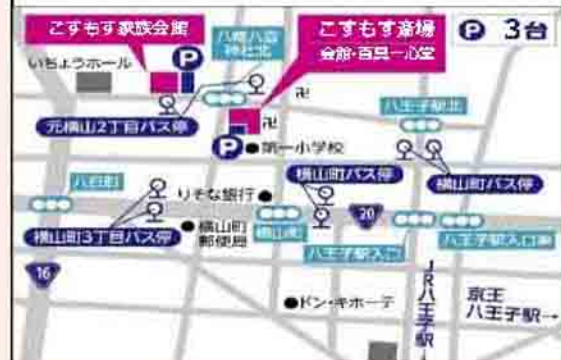 こすもす家族会館
八幡八雲
神社北
こすもす斎場
会館・百具一心堂
P 3台
いちょうホール
P
卍
元横山2丁目バス停
卍
P
●第一小学校
八王子駅北
八日町
りそな銀行●
横山町バス停
横山町バス停
横山町3丁目バス停
●横山町
郵便局
横山町
20
八王子駅入口
八王子駅入口東
16
●ドン・キホーテ
JR八王子駅↓
京王
八王子駅→